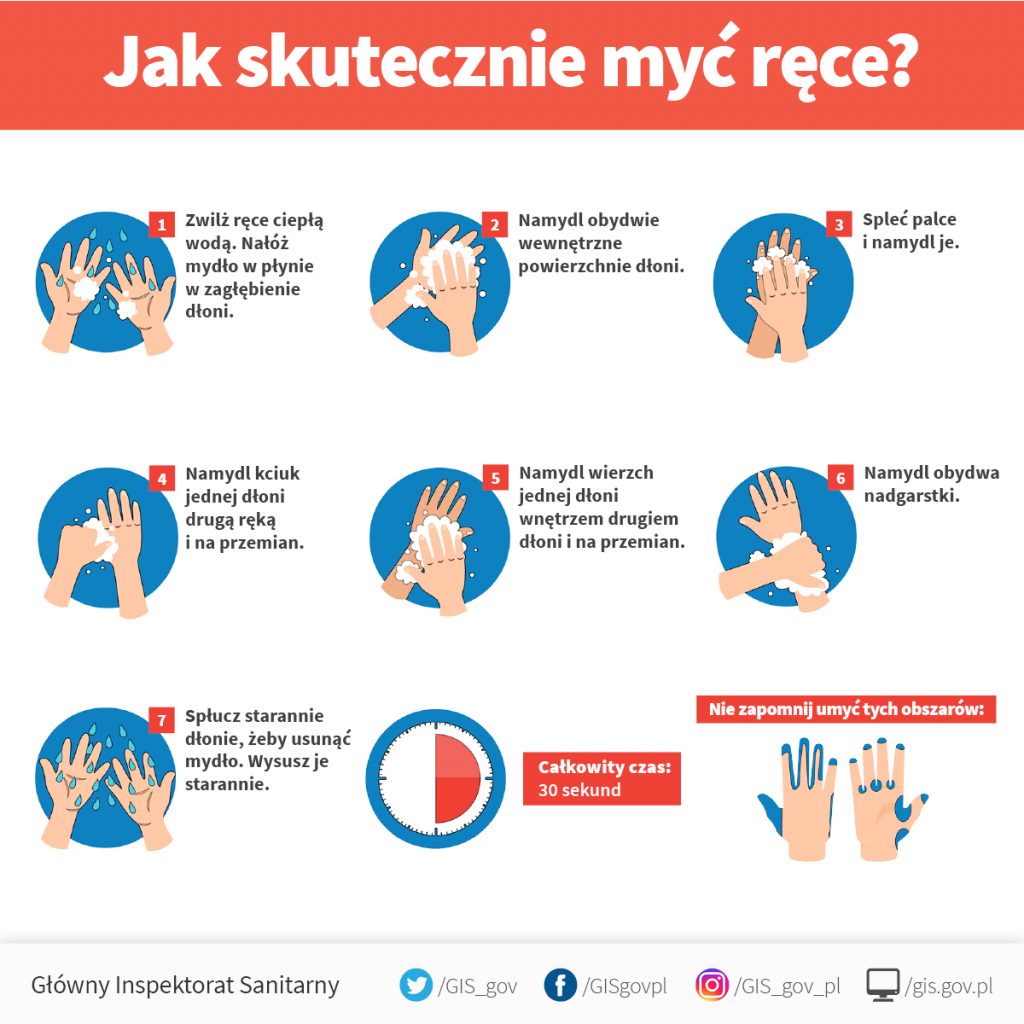 Jak skutecznie myć ręce?
1
Zwilż ręce ciepłą
wodą. Nałóż
mydło w płynie
w zagłębienie
dłoni.
2
Namydl obydwie
wewnętrzne
powierzchnie dłoni.
3
Spleć palce
i namydl je.
4
Namydl kciuk
jednej dłoni
drugą ręką
i na przemian.
5
Namydl wierzch
jednej dłoni
wnętrzem drugiem
dłoni i na przemian.
6
Namydl obydwa
nadgarstki.
7
Spłucz starannie
dłonie, żeby usunąć
mydło. Wysusz je
starannie.
Całkowity czas:
30 sekund
Nie zapomnij umyć tych obszarów:
Główny Inspektorat Sanitarny
/GIS_gov
/GISgovpl
/GIS_gov_pl
/gis.gov.pl